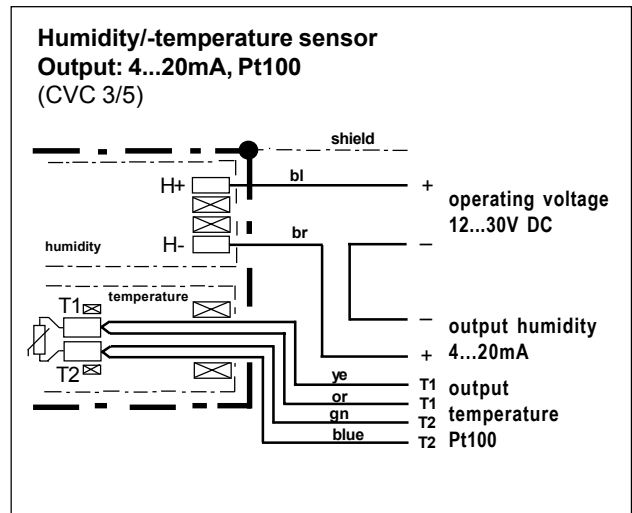 Humidity/-temperature sensor
Output: 4...20mA, Pt100
(CVC 3/5)
shield
H+
bl
+
operating voltage
12...30V DC
H-
br
–
humidity
temperature
T1
–
output humidity
+
4...20mA
T2
ye
T1
output
or
T1
temperature
gn
T2
blue
T2
Pt100